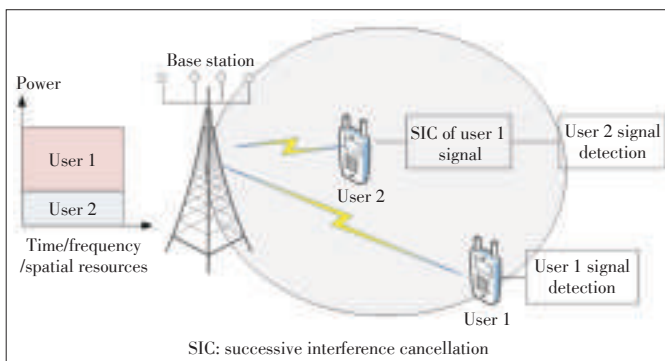 Base station
Power
User 1
User 2
Time/frequency
/spatial resources
User 2
SIC of user 1
signal
User 2 signal
detection
User 1
User 1 signal
detection
SIC: successive interference cancellation